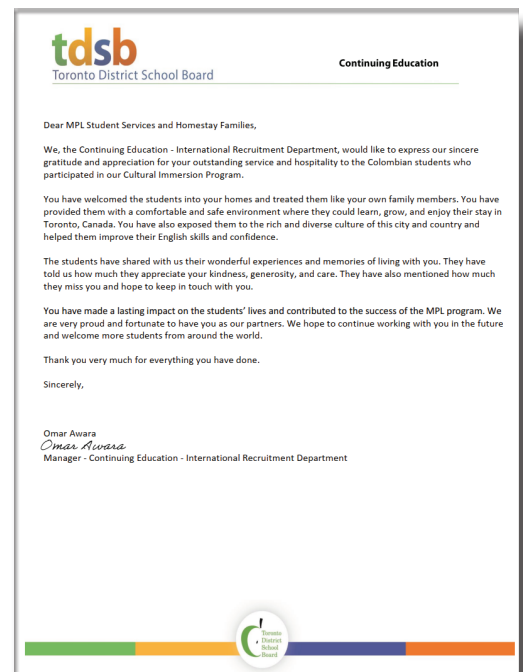 tdsb
Toronto District School Board
Continuing Education
Dear MPL Student Services and Homestay Families,
We, the Continuing Education - International Recruitment Department, would like to express our sincere
gratitude and appreciation for your outstanding service and hospitality to the Colombian students who
participated in our Cultural Immersion Program.
You have welcomed the students into your homes and treated them like your own family members. You have
provided them with a comfortable and safe environment where they could learn, grow, and enjoy their stay in
Toronto, Canada. You have also exposed them to the rich and diverse culture of this city and country and
helped them improve their English skills and confidence.
The students have shared with us their wonderful experiences and memories of living with you. They have
told us how much they appreciate your kindness, generosity, and care. They have also mentioned how much
they miss you and hope to keep in touch with you.
You have made a lasting impact on the students' lives and contributed to the success of the MPL program. We
are very proud and fortunate to have you as our partners. We hope to continue working with you in the future
and welcome more students from around the world.
Thank you very much for everything you have done.
Sincerely,
Omar Awara
Omar Awara
Manager - Continuing Education - International Recruitment Department
Toronto
District
School
Board